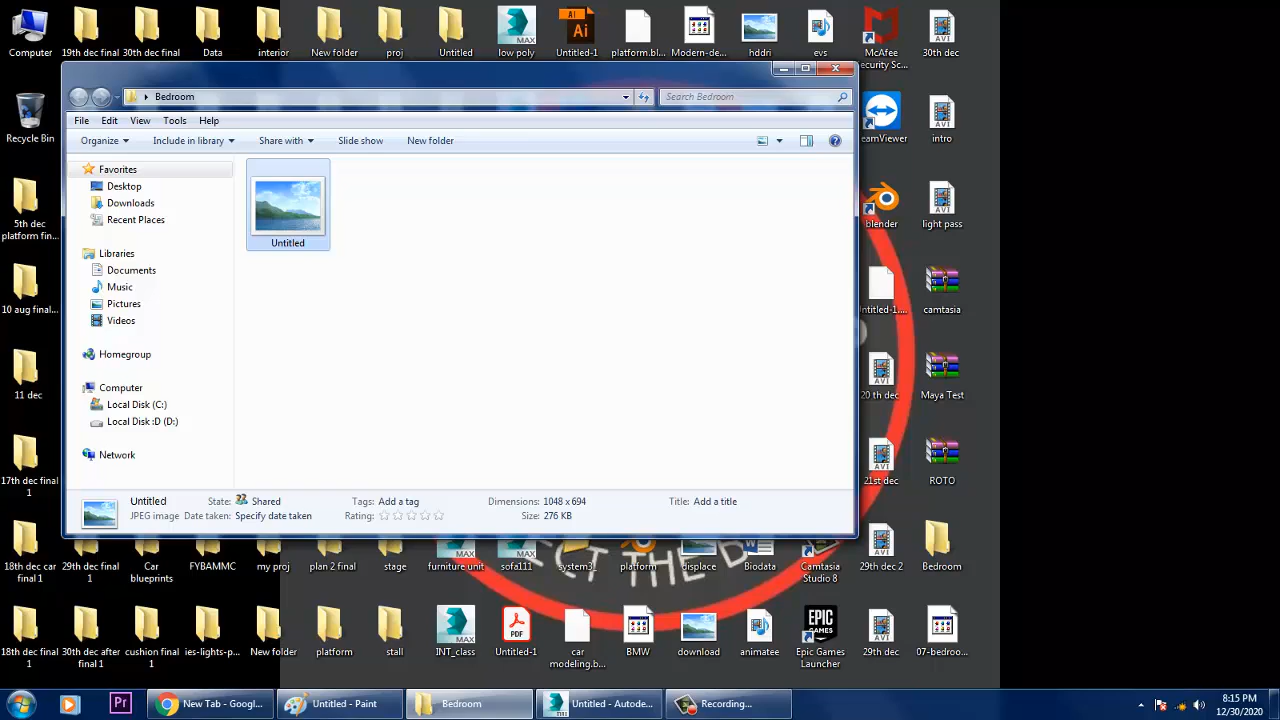 Computer
19th dec final
30th dec final
Data
interior
New folder
proj
Untitled
low poly
Untitled-1
platform.bl...
Modern-de...
hddri
evs
McAfee
Security Sc...
30th dec
Bedroom
Search Bedroom
File Edit View Tools Help
Organize
Include in library
Share with
Slide show
New folder
Recycle Bin
eamViewer
intro
Favorites
Desktop
Downloads
Recent Places
Libraries
Documents
Music
Pictures
Videos
Homegroup
Computer
Local Disk (C:)
Local Disk :D (D:)
Network
Untitled
5th dec
platform fin...
blender
light pass
10 aug final...
ntitled-1....
camtasia
11 dec
20 th dec
Maya Test
17th dec final
1
21st dec
ROTO
Untitled
JPEG image
State: Shared
Date taken: Specify date taken
Tags: Add a tag
Rating:
Dimensions: 1048 x 694
Size: 276 KB
Title: Add a title
18th dec car
final 1
29th dec final
1
Car
blueprints
FYBAMMC
my proj
plan 2 final
stage
furniture unit
sofa111
system3_
platform
displace
Biodata
Camtasia
Studio 8
29th dec 2
Bedroom
18th dec final
1
30th dec after
final 1
cushion final
1
ies-lights-p...
New folder
platform
stall
INT_class
Untitled-1
car
modeling.b...
BMW
download
animatee
Epic Games
Launcher
29th dec
07-bedroo...
Ai
Ai
MAX
AVI
PDF
EPIC
GAMES
Pr
New Tab - Googl...
Untitled - Paint
Bedroom
Untitled - Autode...
Recording...
8:15 PM
12/30/2020